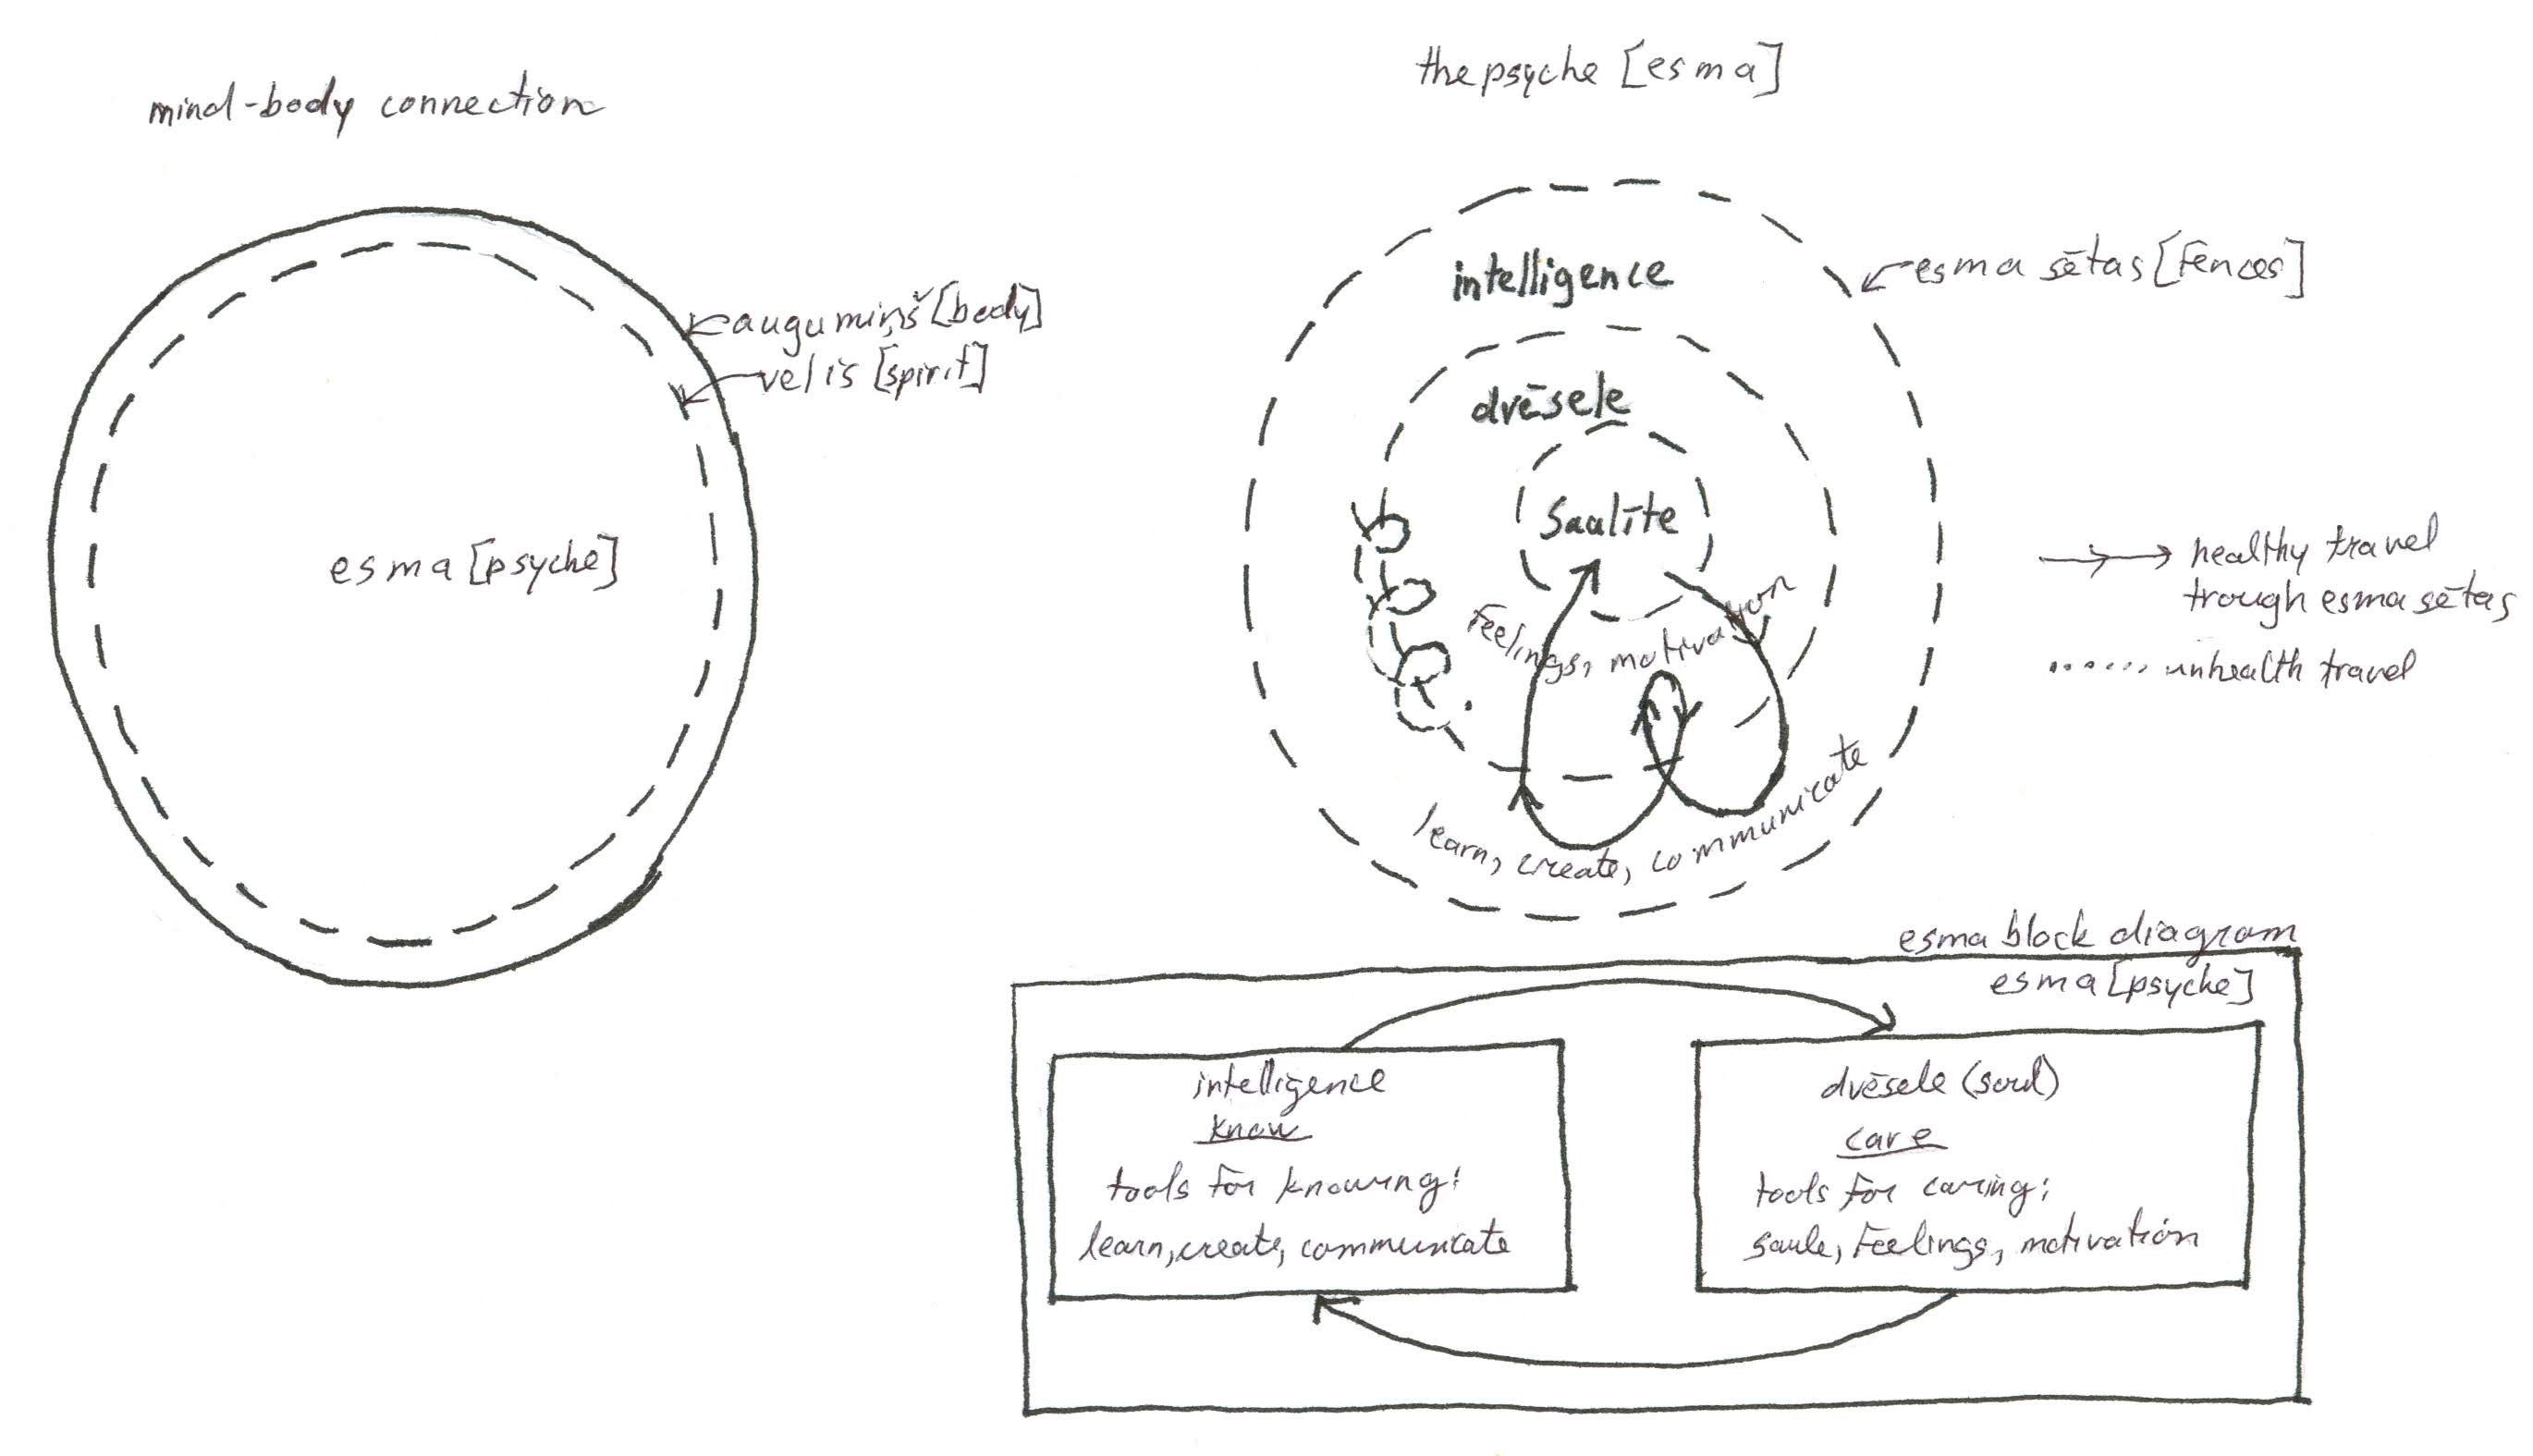 mind-body connection
augumiņš [body]
velis [spirit]
esma [psyche]
the psyche [esma]
esma sētas [fences]
intelligence
dvēsele
Saulīte
Feelings, motivation
learn, create, communicate
healthy travel
trough esma sētas
unhealth travel
esma block diagram
esma [psyche]
intelligence
know
tools for knowing:
learn, create, communicate
dvēsele (soul)
care
tools for caring:
saule, feelings, motivation